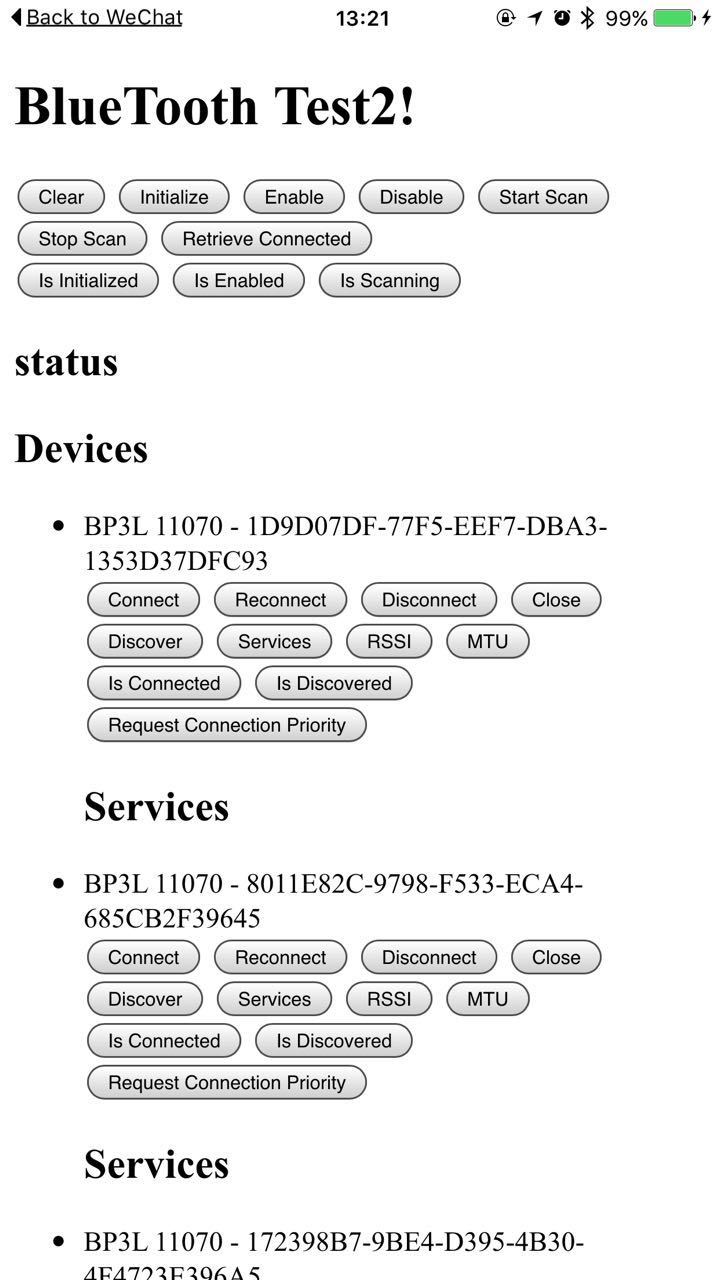 Back to WeChat 13:21 99%
BlueTooth Test2!
Clear Initialize Enable Disable Start Scan
Stop Scan Retrieve Connected
Is Initialized Is Enabled Is Scanning
status
Devices
BP3L 11070 - 1D9D07DF-77F5-EEF7-DBA3-
1353D37DFC93
Connect Reconnect Disconnect Close
Discover Services RSSI MTU
Is Connected Is Discovered
Request Connection Priority
Services
BP3L 11070 - 8011E82C-9798-F533-ECA4-
685CB2F39645
Connect Reconnect Disconnect Close
Discover Services RSSI MTU
Is Connected Is Discovered
Request Connection Priority
Services
BP3L 11070 - 172398B7-9BE4-D395-4B30-